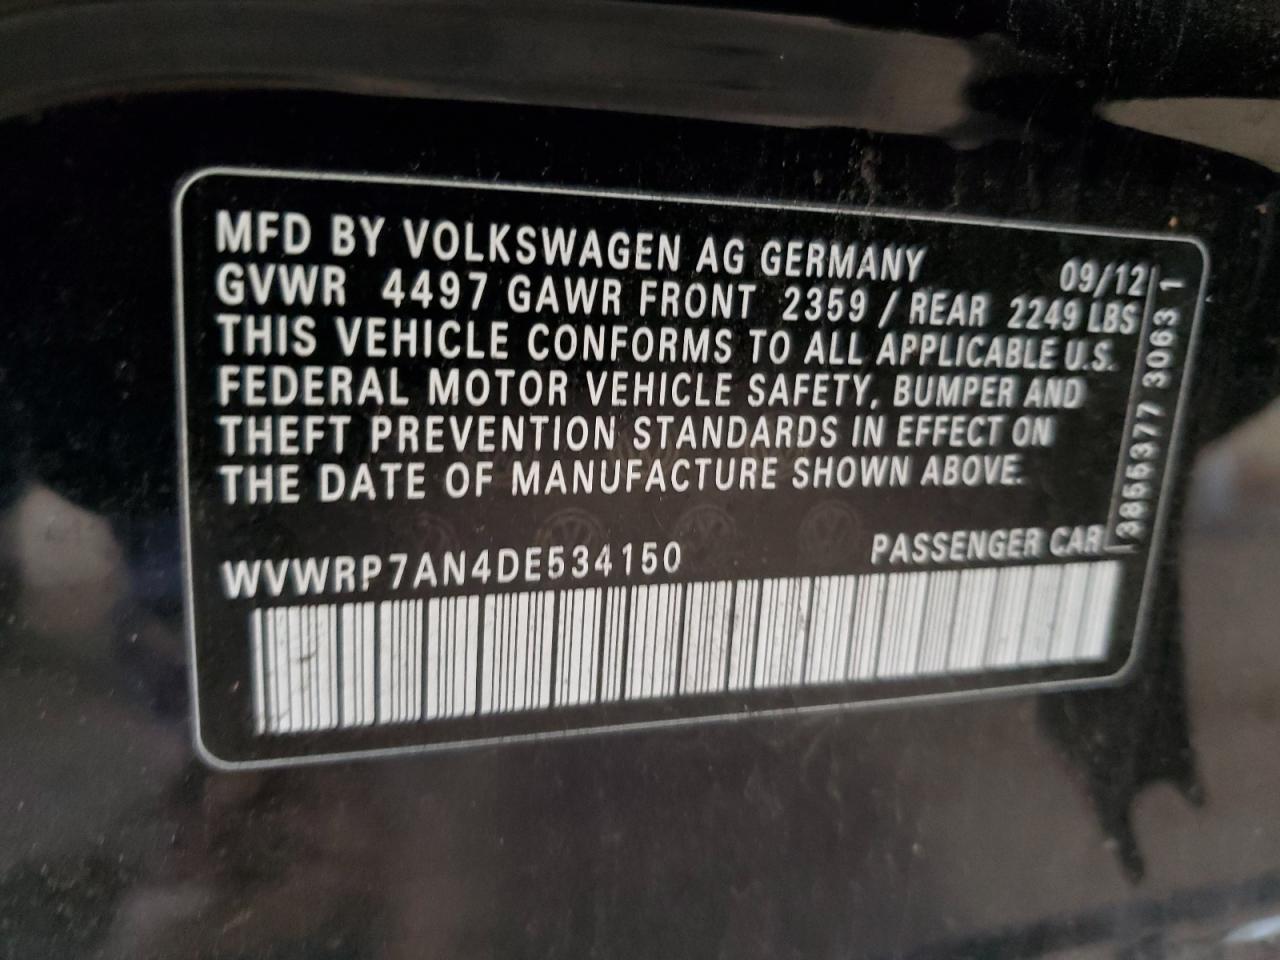 MFD BY VOLKSWAGEN AG GERMANY 09/12
GVWR 4497 GAWR FRONT 2359 / REAR 2249 LBS
THIS VEHICLE CONFORMS TO ALL APPLICABLE U.S.
FEDERAL MOTOR VEHICLE SAFETY, BUMPER AND
THEFT PREVENTION STANDARDS IN EFFECT ON
THE DATE OF MANUFACTURE SHOWN ABOVE.
WVWRP7AN4DE534150 PASSENGER CAR
3855377 3063 1